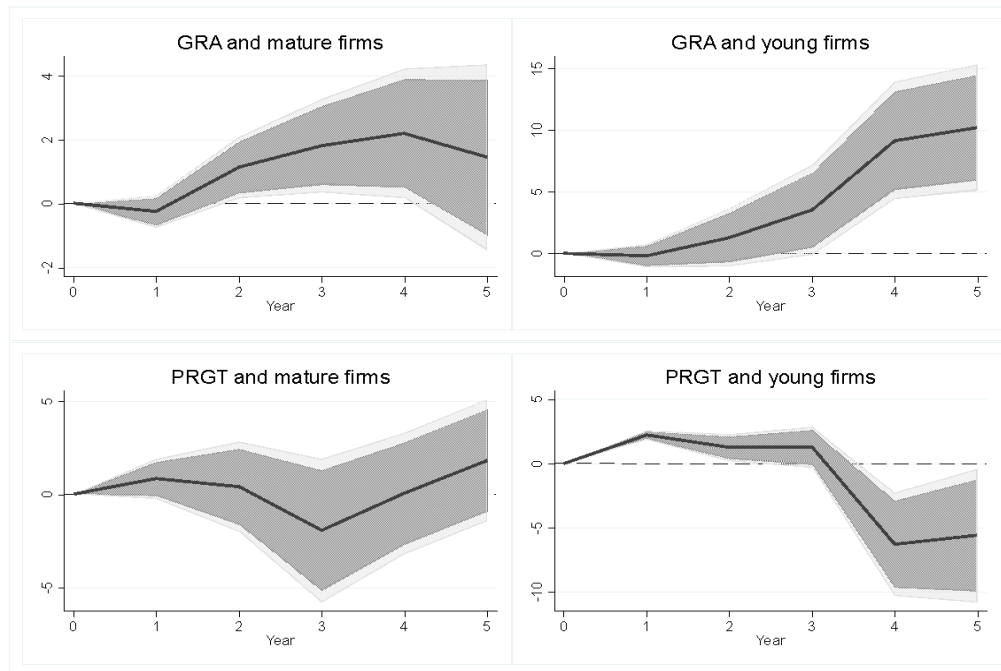 GRA and mature firms
4
2
0
-2
0 1 2 3 4 5
Year
GRA and young firms
15
10
5
0
0 1 2 3 4 5
Year
PRGT and mature firms
5
0
-5
0 1 2 3 4 5
Year
PRGT and young firms
5
0
-5
-10
0 1 2 3 4 5
Year